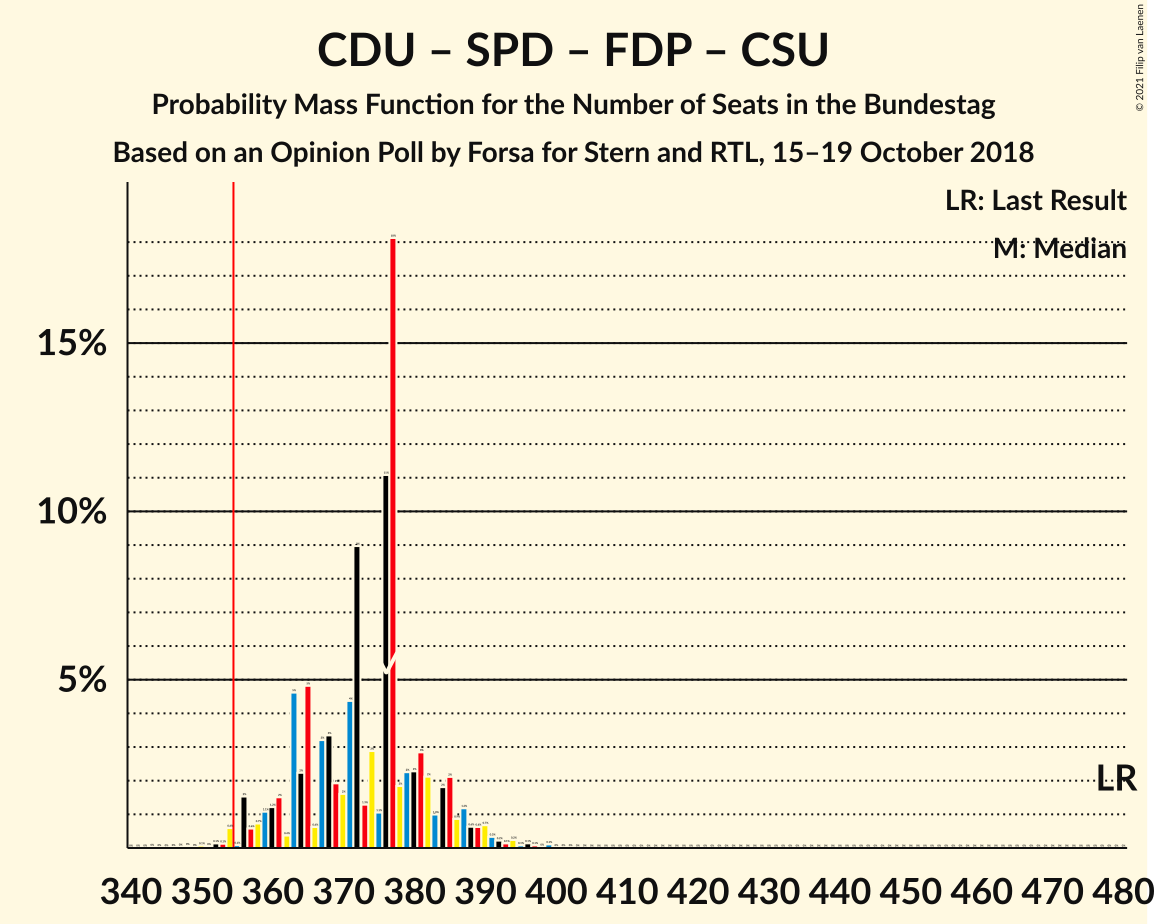 CDU – SPD – FDP – CSU
Probability Mass Function for the Number of Seats in the Bundestag
Based on an Opinion Poll by Forsa for Stern and RTL, 15–19 October 2018
© 2021 Filip van Laenen
LR: Last Result
M: Median
15%
10%
5%
LR
340 350 360 370 380 390 400 410 420 430 440 450 460 470 480